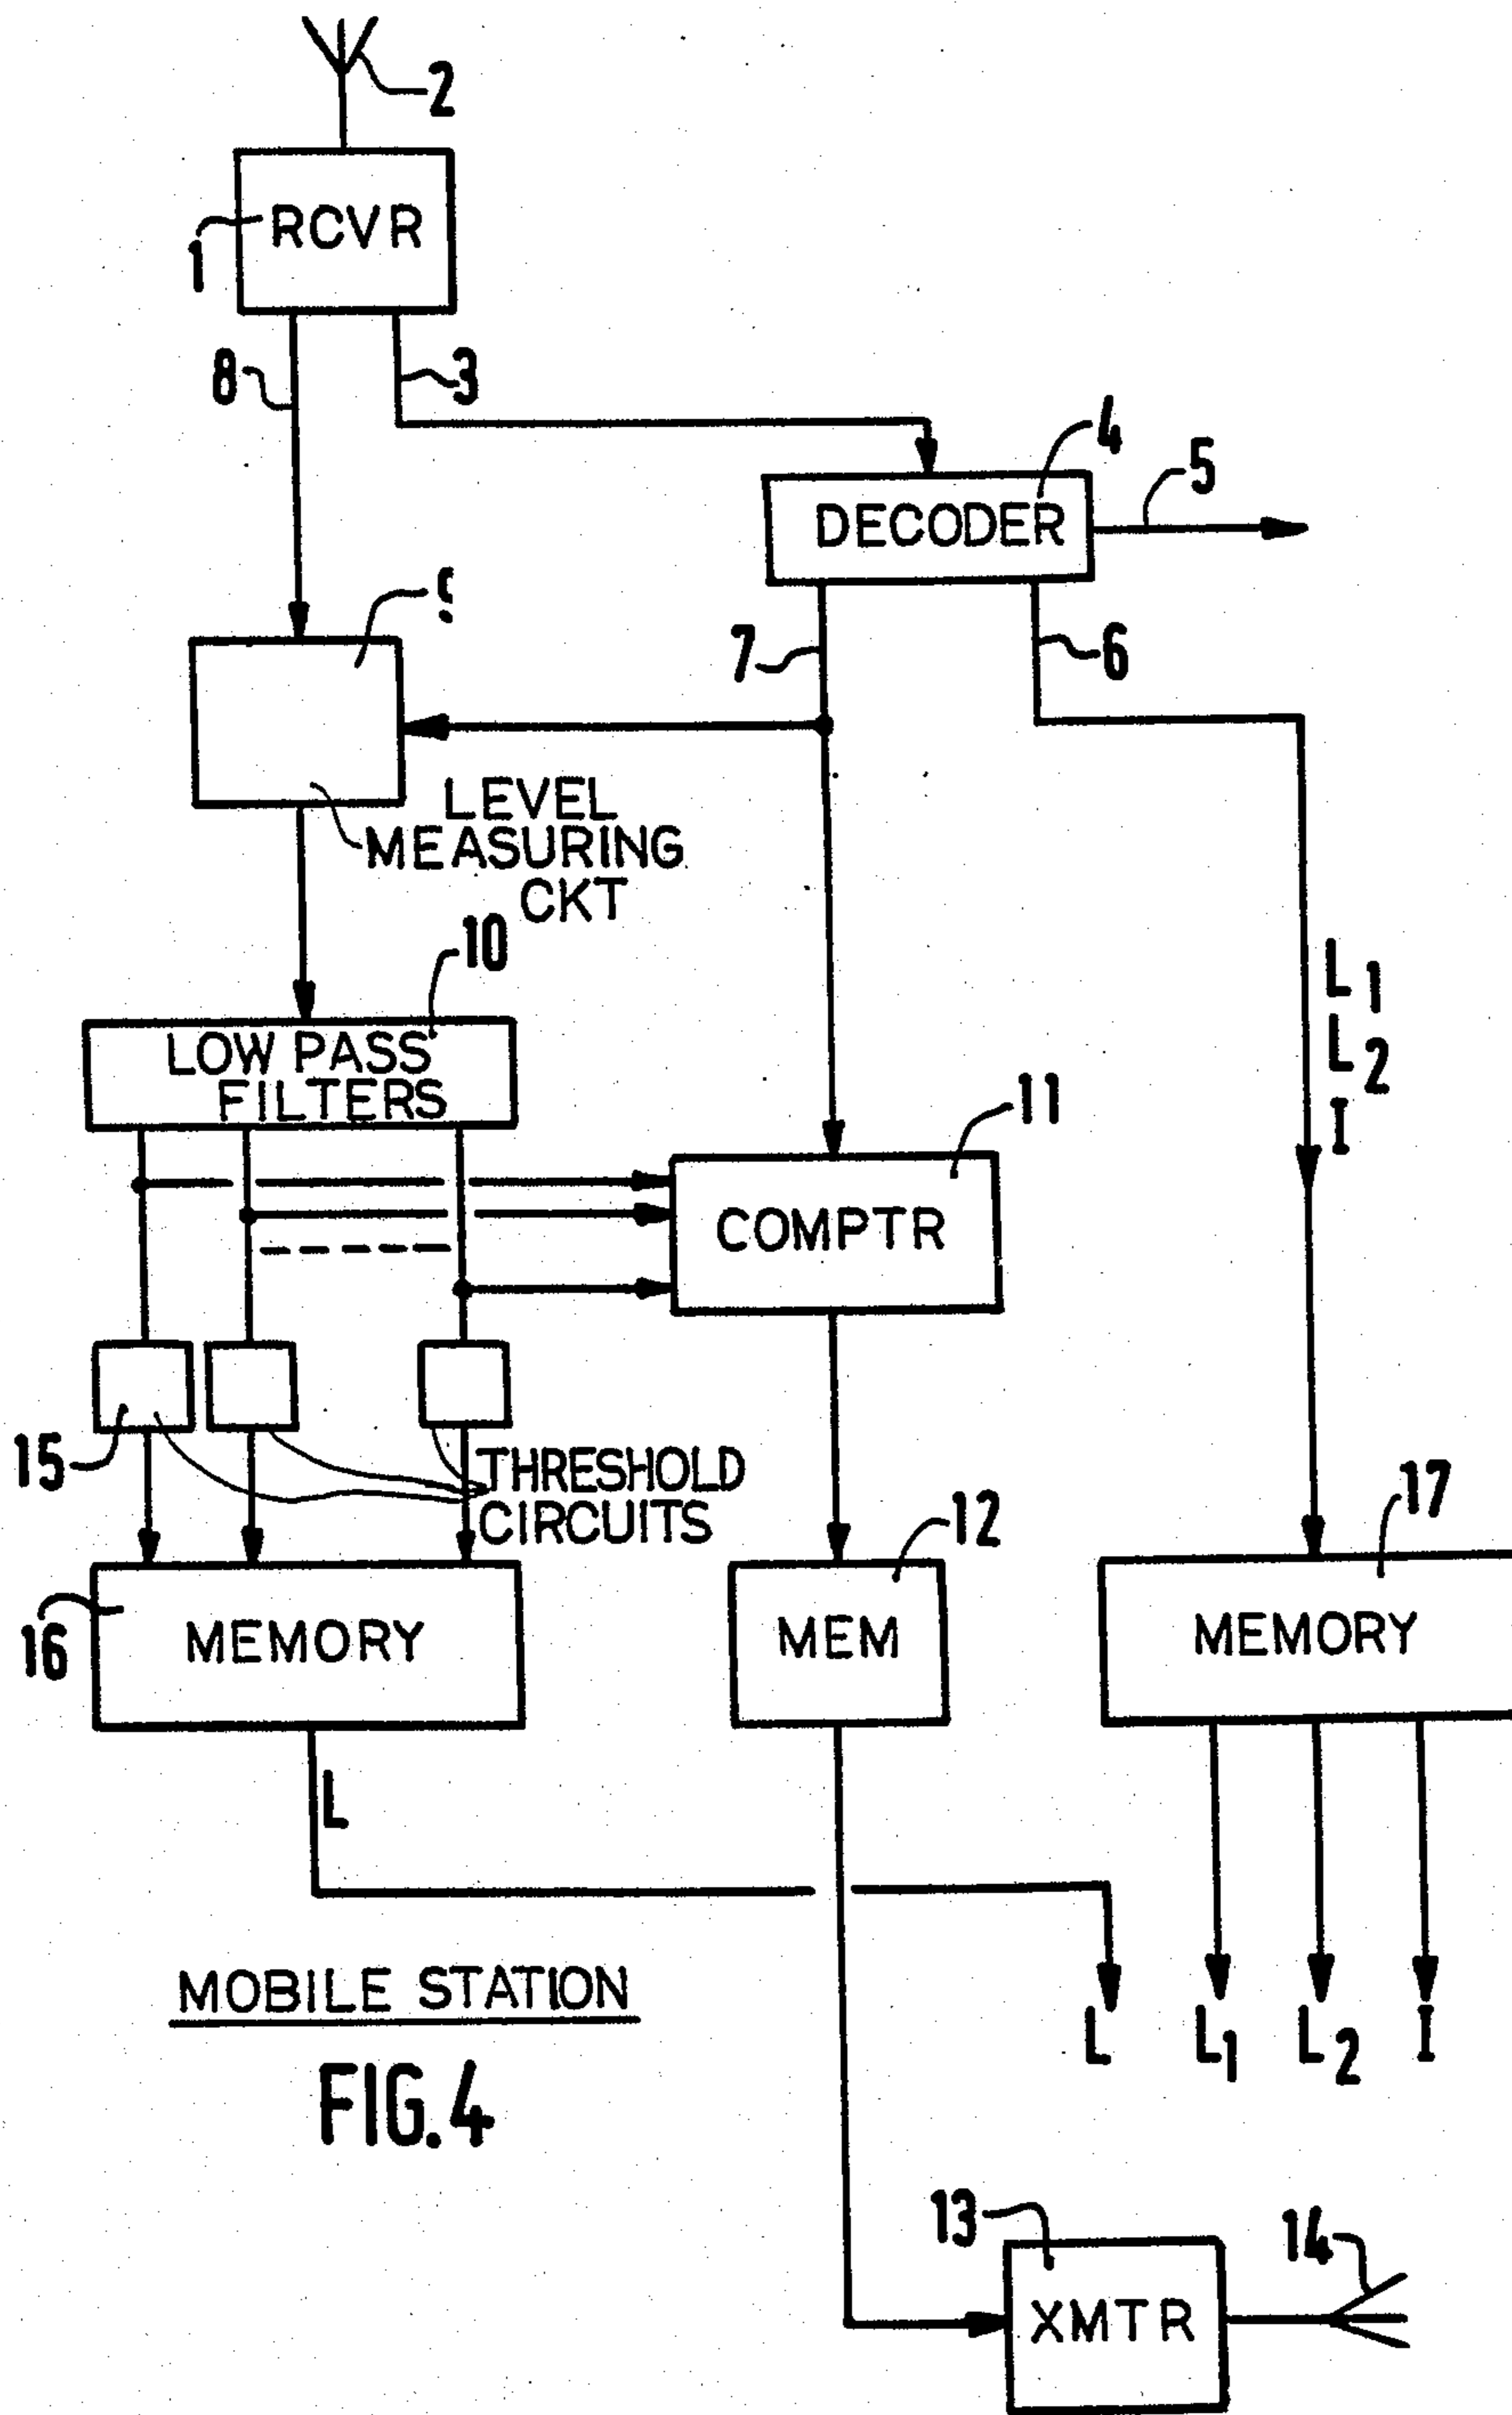 2
RCVR
1
8
3
4
5
DECODER
9
7
6
LEVEL
MEASURING
CKT
10
LOW PASS
FILTERS
L1
L2
I
11
COMPTR
15
THRESHOLD
CIRCUITS
12
17
16
MEMORY
MEM
MEMORY
L
L
L1
L2
I
MOBILE STATION
FIG.4
13
14
XMTR